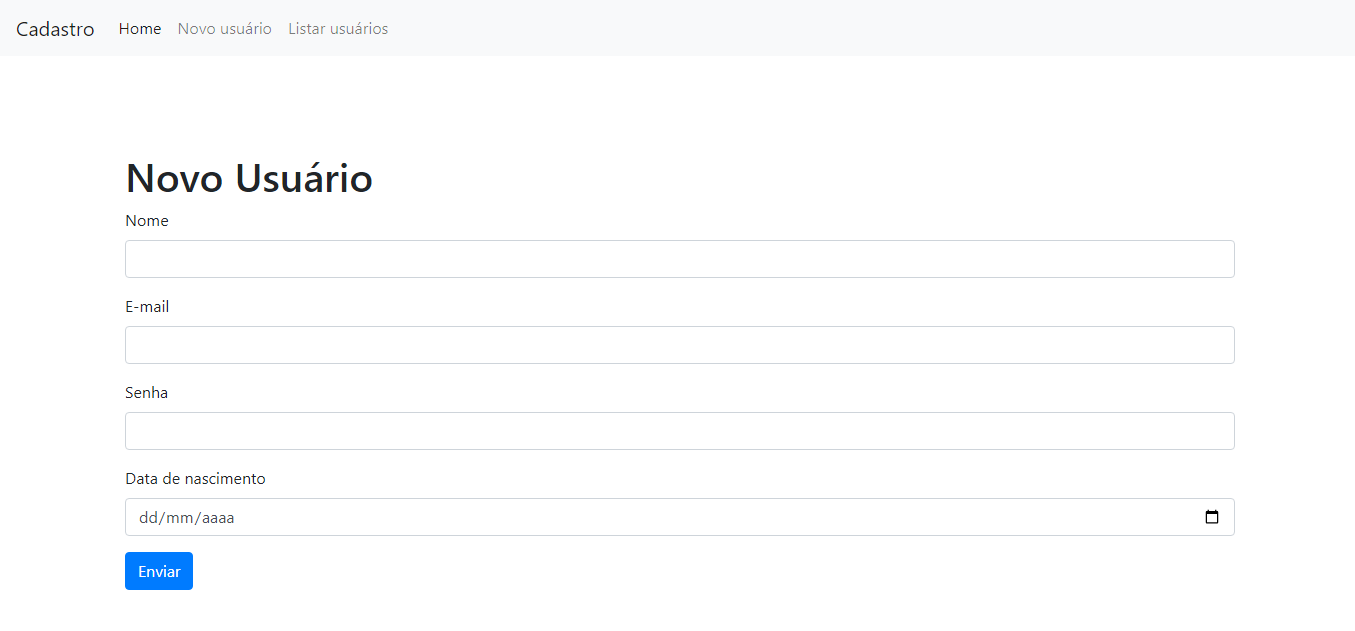 Cadastro Home Novo usuário Listar usuários
Novo Usuário
Nome
E-mail
Senha
Data de nascimento
dd/mm/aaaa
Enviar